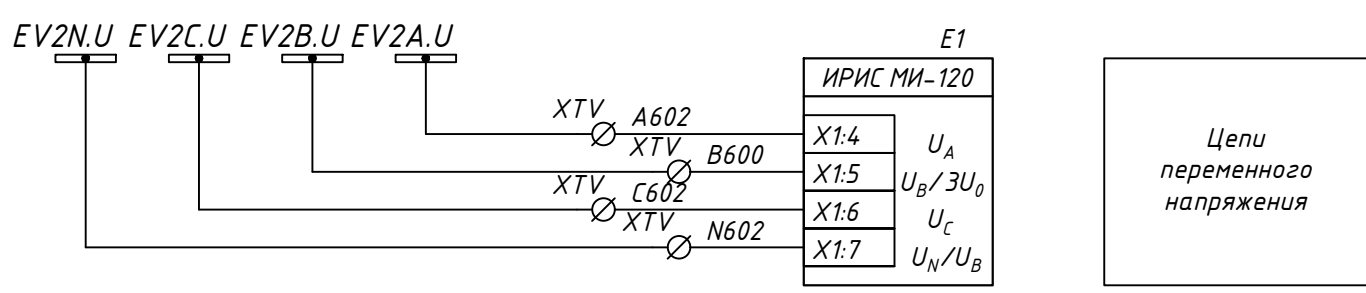 EV2N.U EV2C.U EV2B.U EV2A.U
E1
ИРИС МИ-120
XTV A602
X1:4 U_A
XTV B600
X1:5 U_B/3U_0
XTV C602
X1:6 U_C
XTV N602
X1:7 U_N/U_B
Цепи
переменного
напряжения